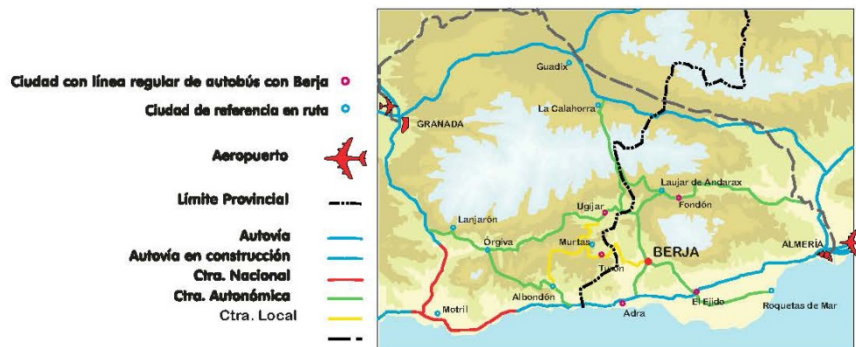 Ciudad con línea regular de autobús con Berja
Ciudad de referencia en ruta
Aeropuerto
Límite Provincial
Autovía
Autovía en construcción
Ctra. Nacional
Ctra. Autonómica
Ctra. Local
Guadix
La Calahorra
GRANADA
Laujar de Andarax
Fondón
Ugíjar
Lanjarón
Órgiva
Murtas
Turón
BERJA
ALMERÍA
Albondón
Motril
Adra
El Ejido
Roquetas de Mar